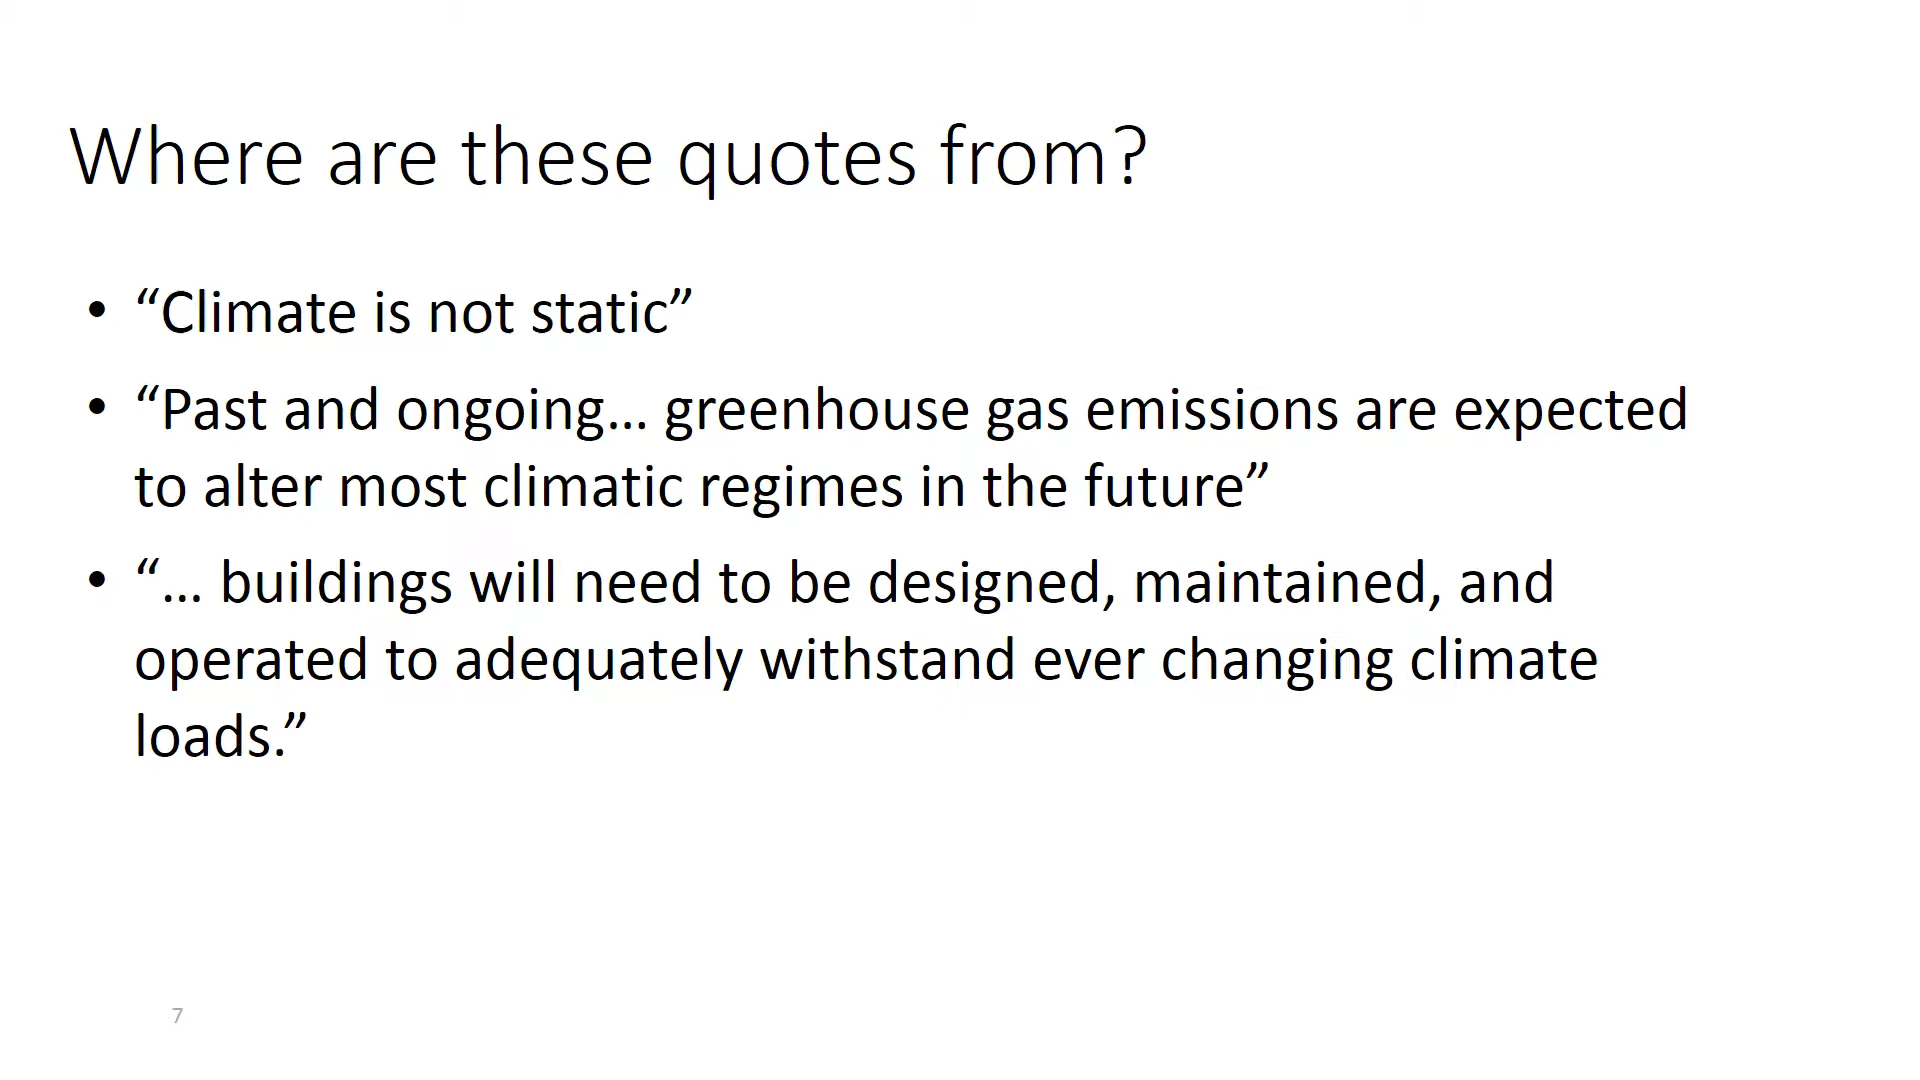 Where are these quotes from?
• “Climate is not static”
• “Past and ongoing... greenhouse gas emissions are expected
to alter most climatic regimes in the future”
• “... buildings will need to be designed, maintained, and
operated to adequately withstand ever changing climate
loads.”
7